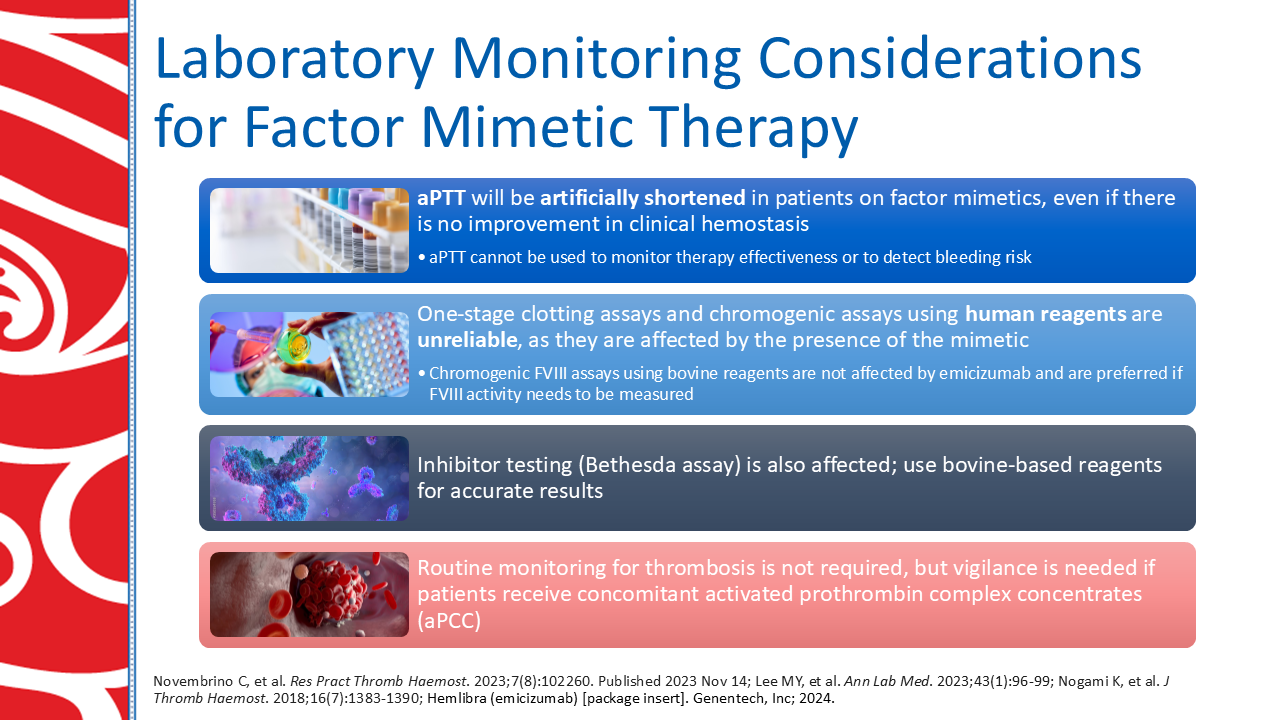 Laboratory Monitoring Considerations
for Factor Mimetic Therapy
aPTT will be artificially shortened in patients on factor mimetics, even if there
is no improvement in clinical hemostasis
• aPTT cannot be used to monitor therapy effectiveness or to detect bleeding risk
One-stage clotting assays and chromogenic assays using human reagents are
unreliable, as they are affected by the presence of the mimetic
• Chromogenic FVIII assays using bovine reagents are not affected by emicizumab and are preferred if
FVIII activity needs to be measured
Inhibitor testing (Bethesda assay) is also affected; use bovine-based reagents
for accurate results
Routine monitoring for thrombosis is not required, but vigilance is needed if
patients receive concomitant activated prothrombin complex concentrates
(aPCC)
Novembrino C, et al. Res Pract Thromb Haemost. 2023;7(8):102260. Published 2023 Nov 14; Lee MY, et al. Ann Lab Med. 2023;43(1):96-99; Nogami K, et al. J
Thromb Haemost. 2018;16(7):1383-1390; Hemlibra (emicizumab) [package insert]. Genentech, Inc; 2024.